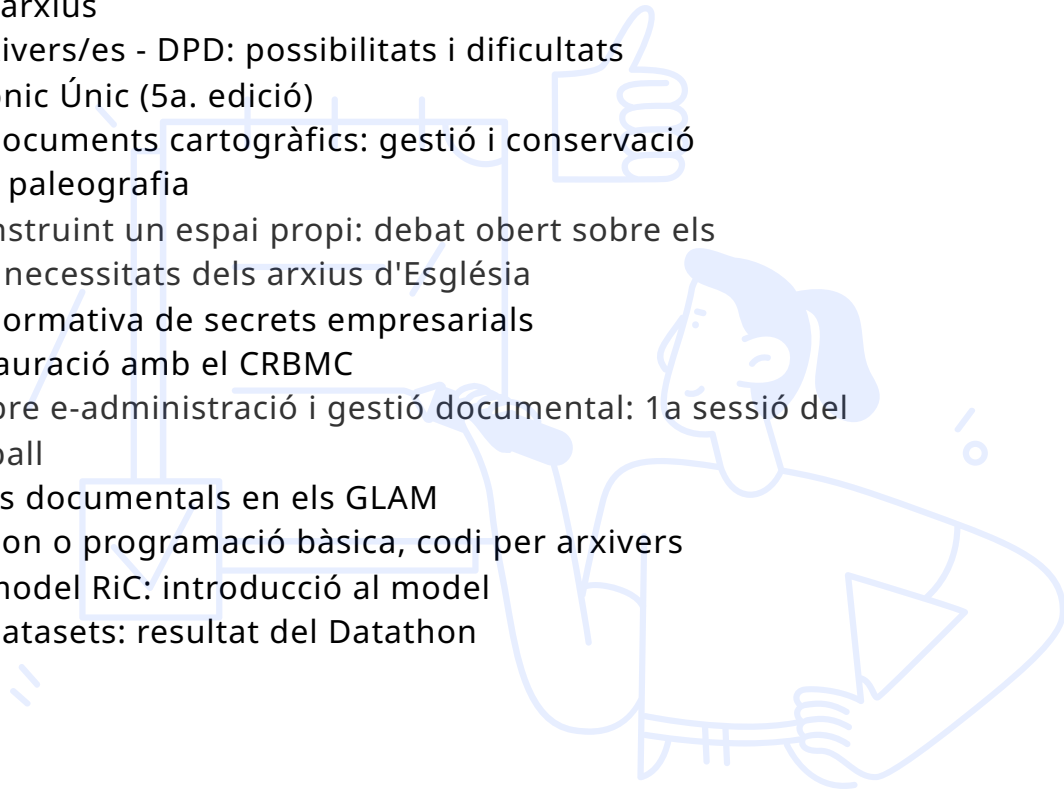 arxius
ivers/es - DPD: possibilitats i dificultats
ònic Únic (5a. edició)
ocuments cartogràfics: gestió i conservació
paleografia
nstruint un espai propi: debat obert sobre els
necessitats dels arxius d'Església
ormativa de secrets empresarials
auració amb el CRBMC
bre e-administració i gestió documental: 1a sessió del
ball
s documentals en els GLAM
on o programació bàsica, codi per arxivers
model RiC: introducció al model
atasets: resultat del Datathon